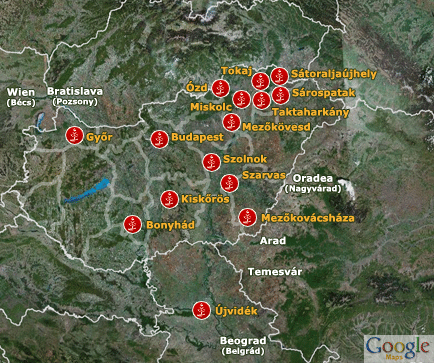 Tokaj
Sátoraljaújhely
Ózd
Sárospatak
Wien
(Bécs)
Bratislava
(Pozsony)
Miskolc
Taktaharkány
Mezőkövesd
Győr
Budapest
Szolnok
Szarvas
Oradea
(Nagyvárad)
Kiskőrös
Bonyhád
Mezőkovácsháza
Arad
Temesvár
Újvidék
Beograd
(Belgrád)
Google
Maps